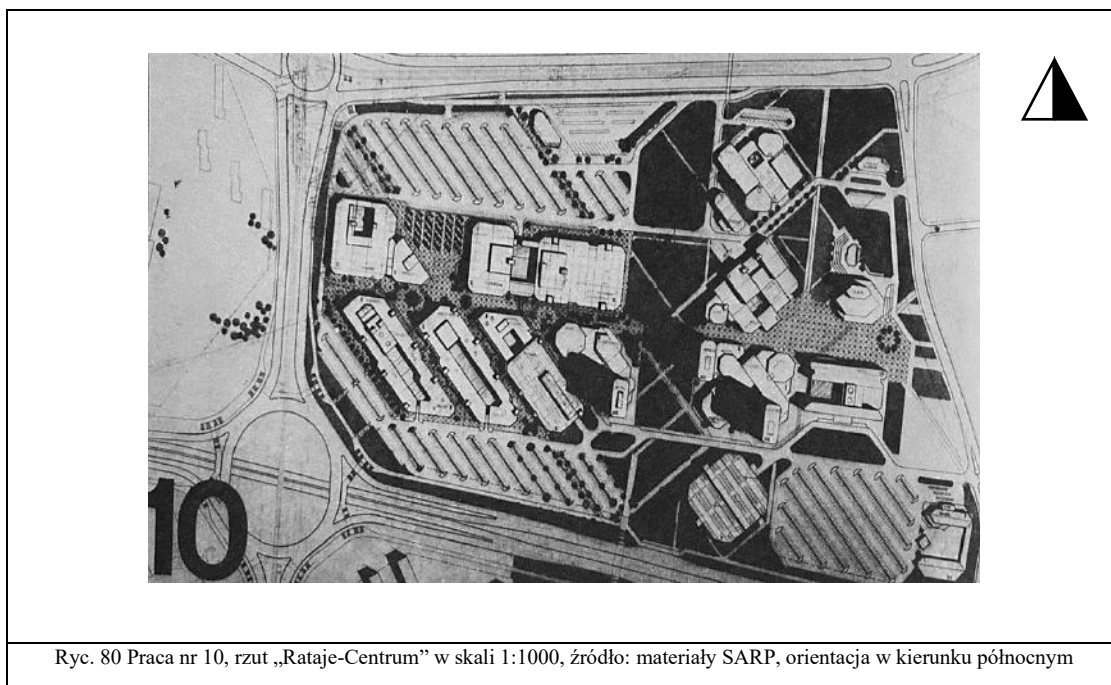 10
Ryc. 80 Praca nr 10, rzut „Rataje-Centrum” w skali 1:1000, źródło: materiały SARP, orientacja w kierunku północnym